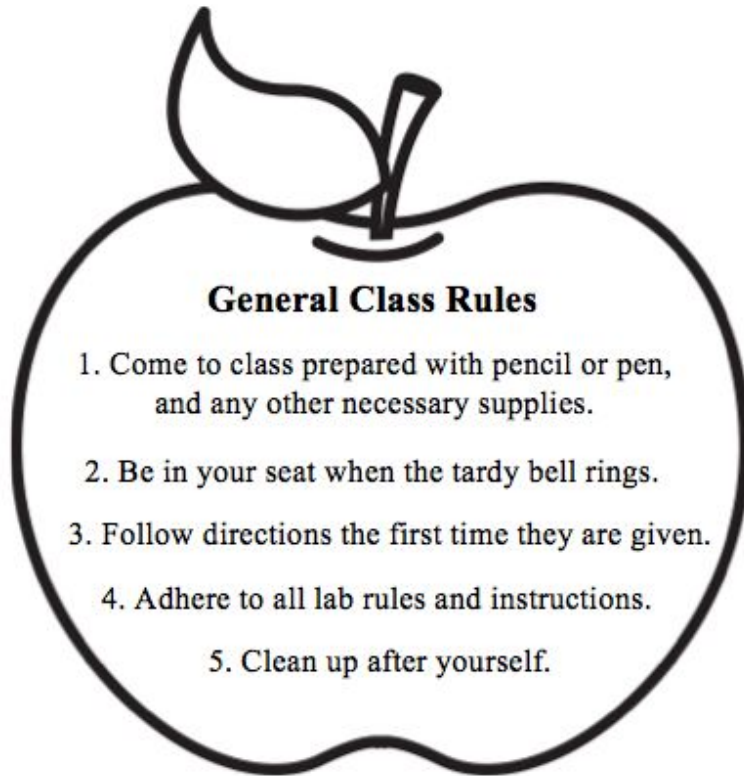 General Class Rules
1. Come to class prepared with pencil or pen,
and any other necessary supplies.
2. Be in your seat when the tardy bell rings.
3. Follow directions the first time they are given.
4. Adhere to all lab rules and instructions.
5. Clean up after yourself.